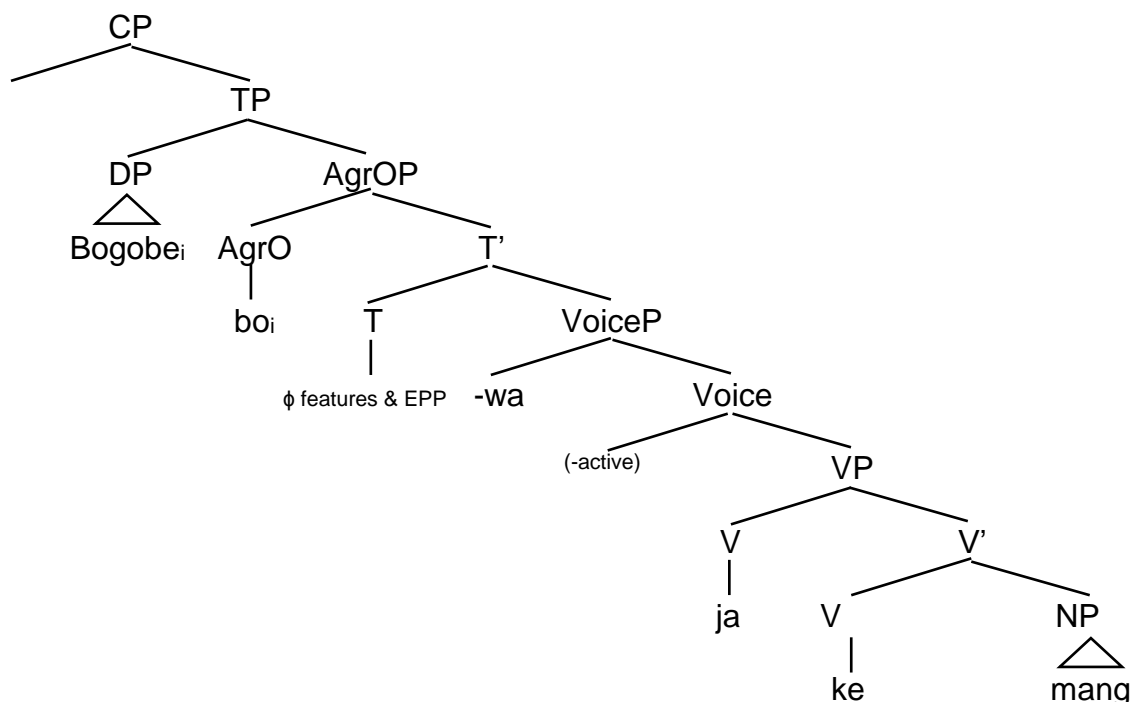 CP
TP
DP AgrOP
Bogobeᵢ AgrO T’
boᵢ T VoiceP
ϕ features & EPP -wa Voice
(-active) VP
V V’
ja V NP
ke mang